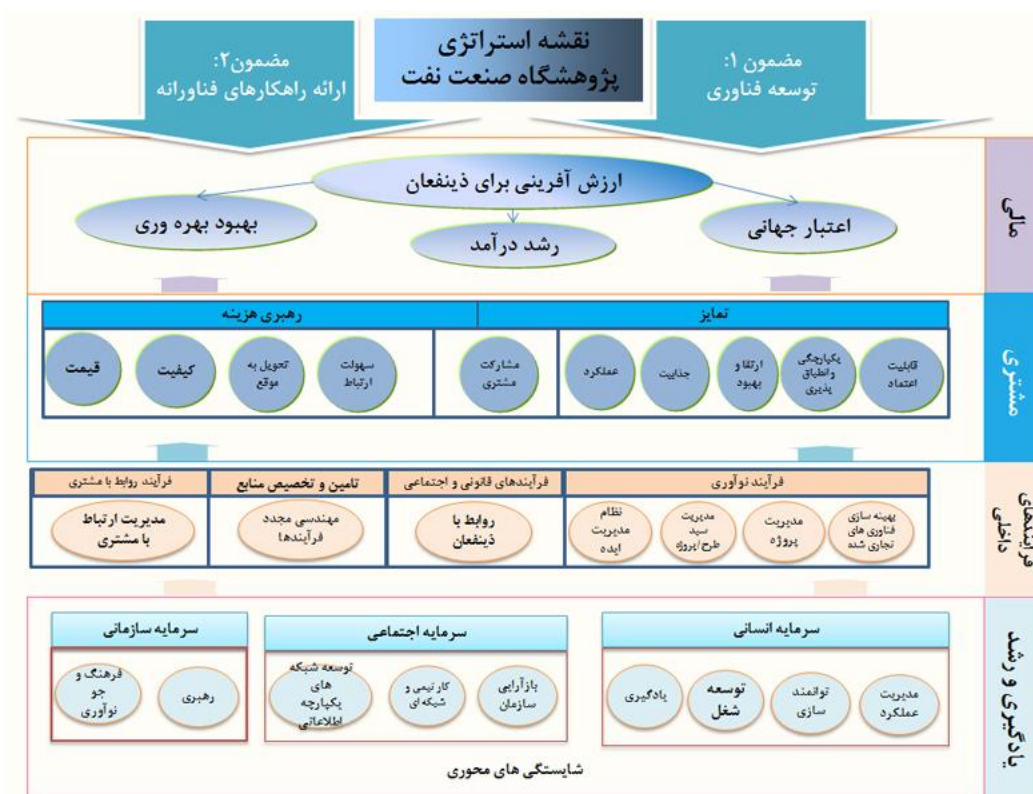 نقشه استراتژی
پژوهشگاه صنعت نفت
مضمون ۱:
توسعه فناوری
مضمون۲:
ارائه راهکارهای فناورانه
مالی
ارزش آفرینی برای ذینفعان
اعتبار جهانی
رشد درآمد
بهبود بهره وری
مشتری
تمایز
رهبری هزینه
قابلیت
اعتماد
یکپارچگی
وانطباق
پذیری
ارتقا و
بهبود
جذابیت
عملکرد
مشارکت
مشتری
سهولت
ارتباط
تحویل به
موقع
کیفیت
قیمت
فرایندهای
داخلی
فرآیند نوآوری
فرآیندهای قانونی و اجتماعی
تامین و تخصیص منابع
فرآیند روابط با مشتری
بهینه سازی
فناوری های
تجاری شده
مدیریت
پروژه
مدیریت
سبد
طرح/پروژه
نظام
مدیریت
ایده
روابط با
ذینفعان
مهندسی مجدد
فرآیندها
مدیریت ارتباط
با مشتری
یادگیری و رشد
سرمایه انسانی
سرمایه اجتماعی
سرمایه سازمانی
مدیریت
عملکرد
توانمند
سازی
توسعه
شغل
یادگیری
بازآرایی
سازمان
کار تیمی و
شبکه ای
توسعه شبکه
های
یکپارچه
اطلاعاتی
رهبری
فرهنگ و
جو
نوآوری
شایستگی های محوری